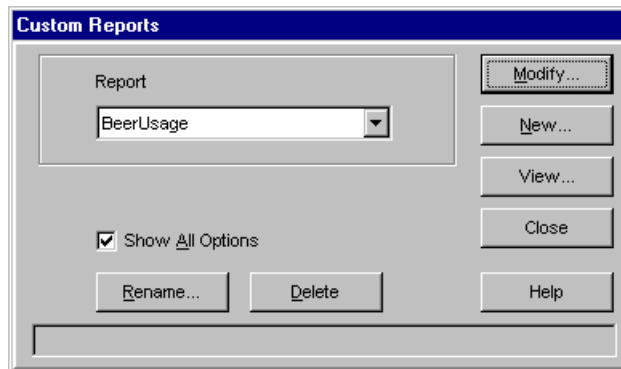 Custom Reports
Report
BeerUsage
Modify...
New...
View...
Close
Show All Options
Rename...
Delete
Help